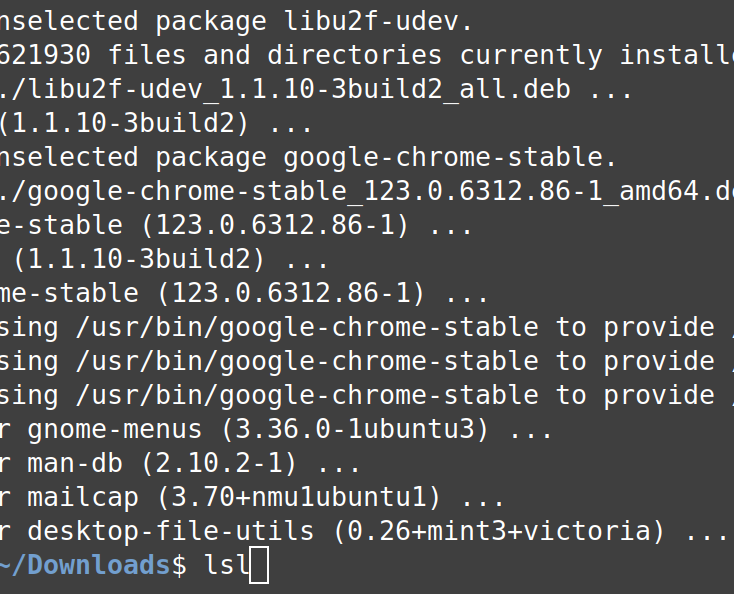 nselected package libu2f-udev.
621930 files and directories currently installe
./libu2f-udev_1.1.10-3build2_all.deb ...
(1.1.10-3build2) ...
nselected package google-chrome-stable.
./google-chrome-stable_123.0.6312.86-1_amd64.de
e-stable (123.0.6312.86-1) ...
(1.1.10-3build2) ...
me-stable (123.0.6312.86-1) ...
sing /usr/bin/google-chrome-stable to provide /
sing /usr/bin/google-chrome-stable to provide /
sing /usr/bin/google-chrome-stable to provide /
r gnome-menus (3.36.0-1ubuntu3) ...
r man-db (2.10.2-1) ...
r mailcap (3.70+nmu1ubuntu1) ...
r desktop-file-utils (0.26+mint3+victoria) ...
~/Downloads$ lsl